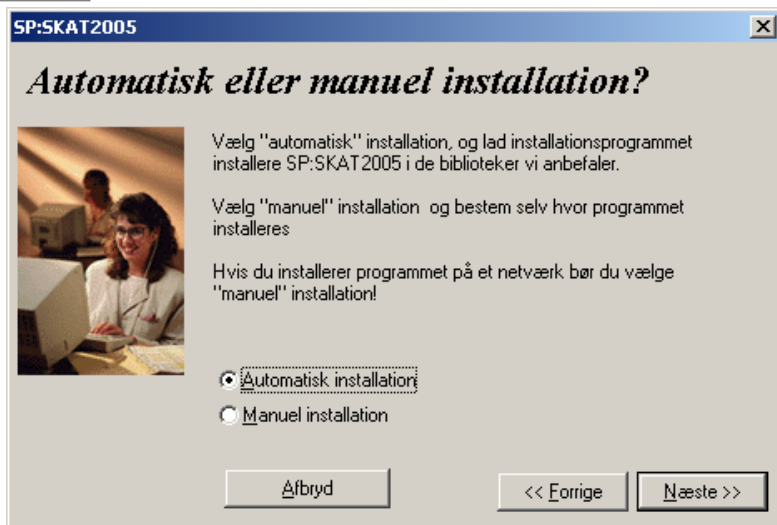 SP:SKAT2005
Automatisk eller manuel installation?
Vælg "automatisk" installation, og lad installationsprogrammet
installere SP:SKAT2005 i de biblioteker vi anbefaler.
Vælg "manuel" installation og bestem selv hvor programmet
installeres
Hvis du installerer programmet på et netværk bør du vælge
"manuel" installation!
Automatisk installation
Manuel installation
Afbryd
<< Forrige
Næste >>